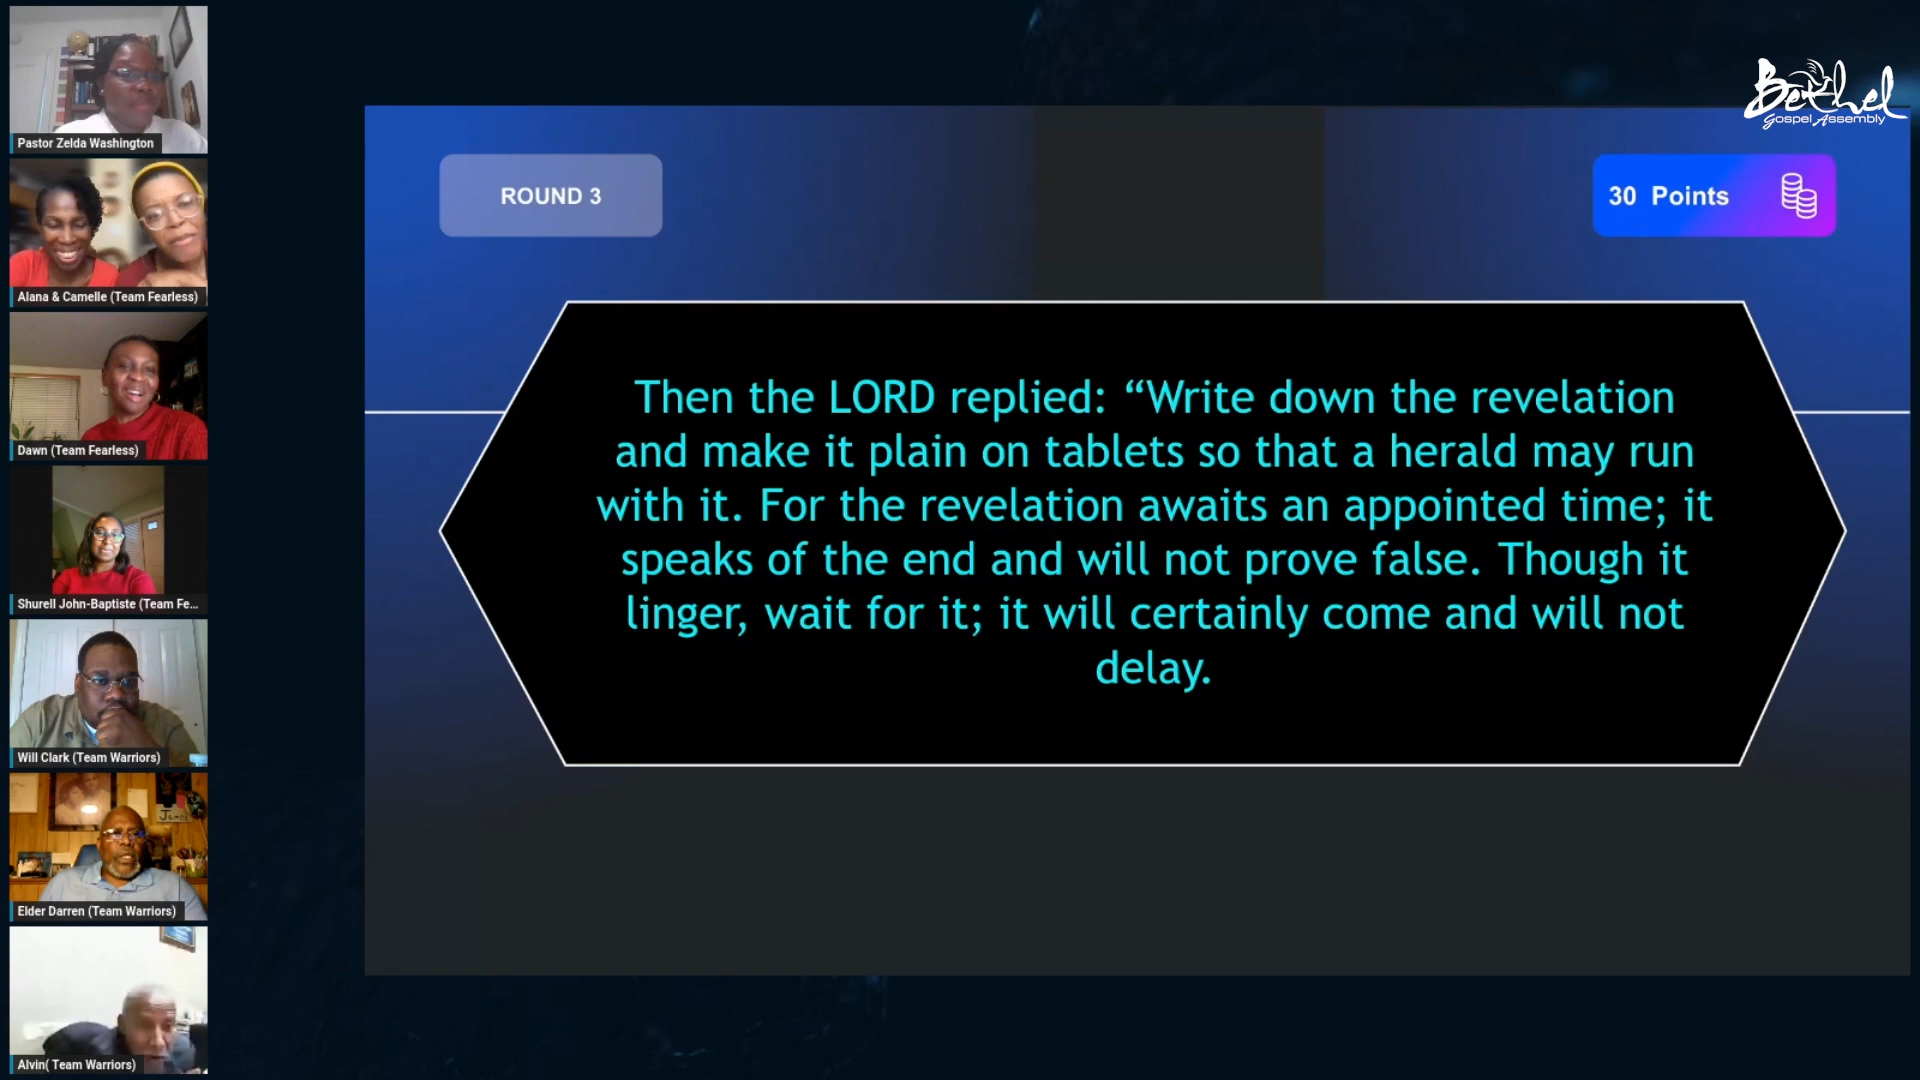 Bethel
Gospel Assembly
ROUND 3
30 Points
Then the LORD replied: “Write down the revelation
and make it plain on tablets so that a herald may run
with it. For the revelation awaits an appointed time; it
speaks of the end and will not prove false. Though it
linger, wait for it; it will certainly come and will not
delay.
Pastor Zelda Washington
Alana & Camelle (Team Fearless)
Dawn (Team Fearless)
Shurell John-Baptiste (Team Fe...
Will Clark (Team Warriors)
James
Elder Darren (Team Warriors)
Alvin( Team Warriors)